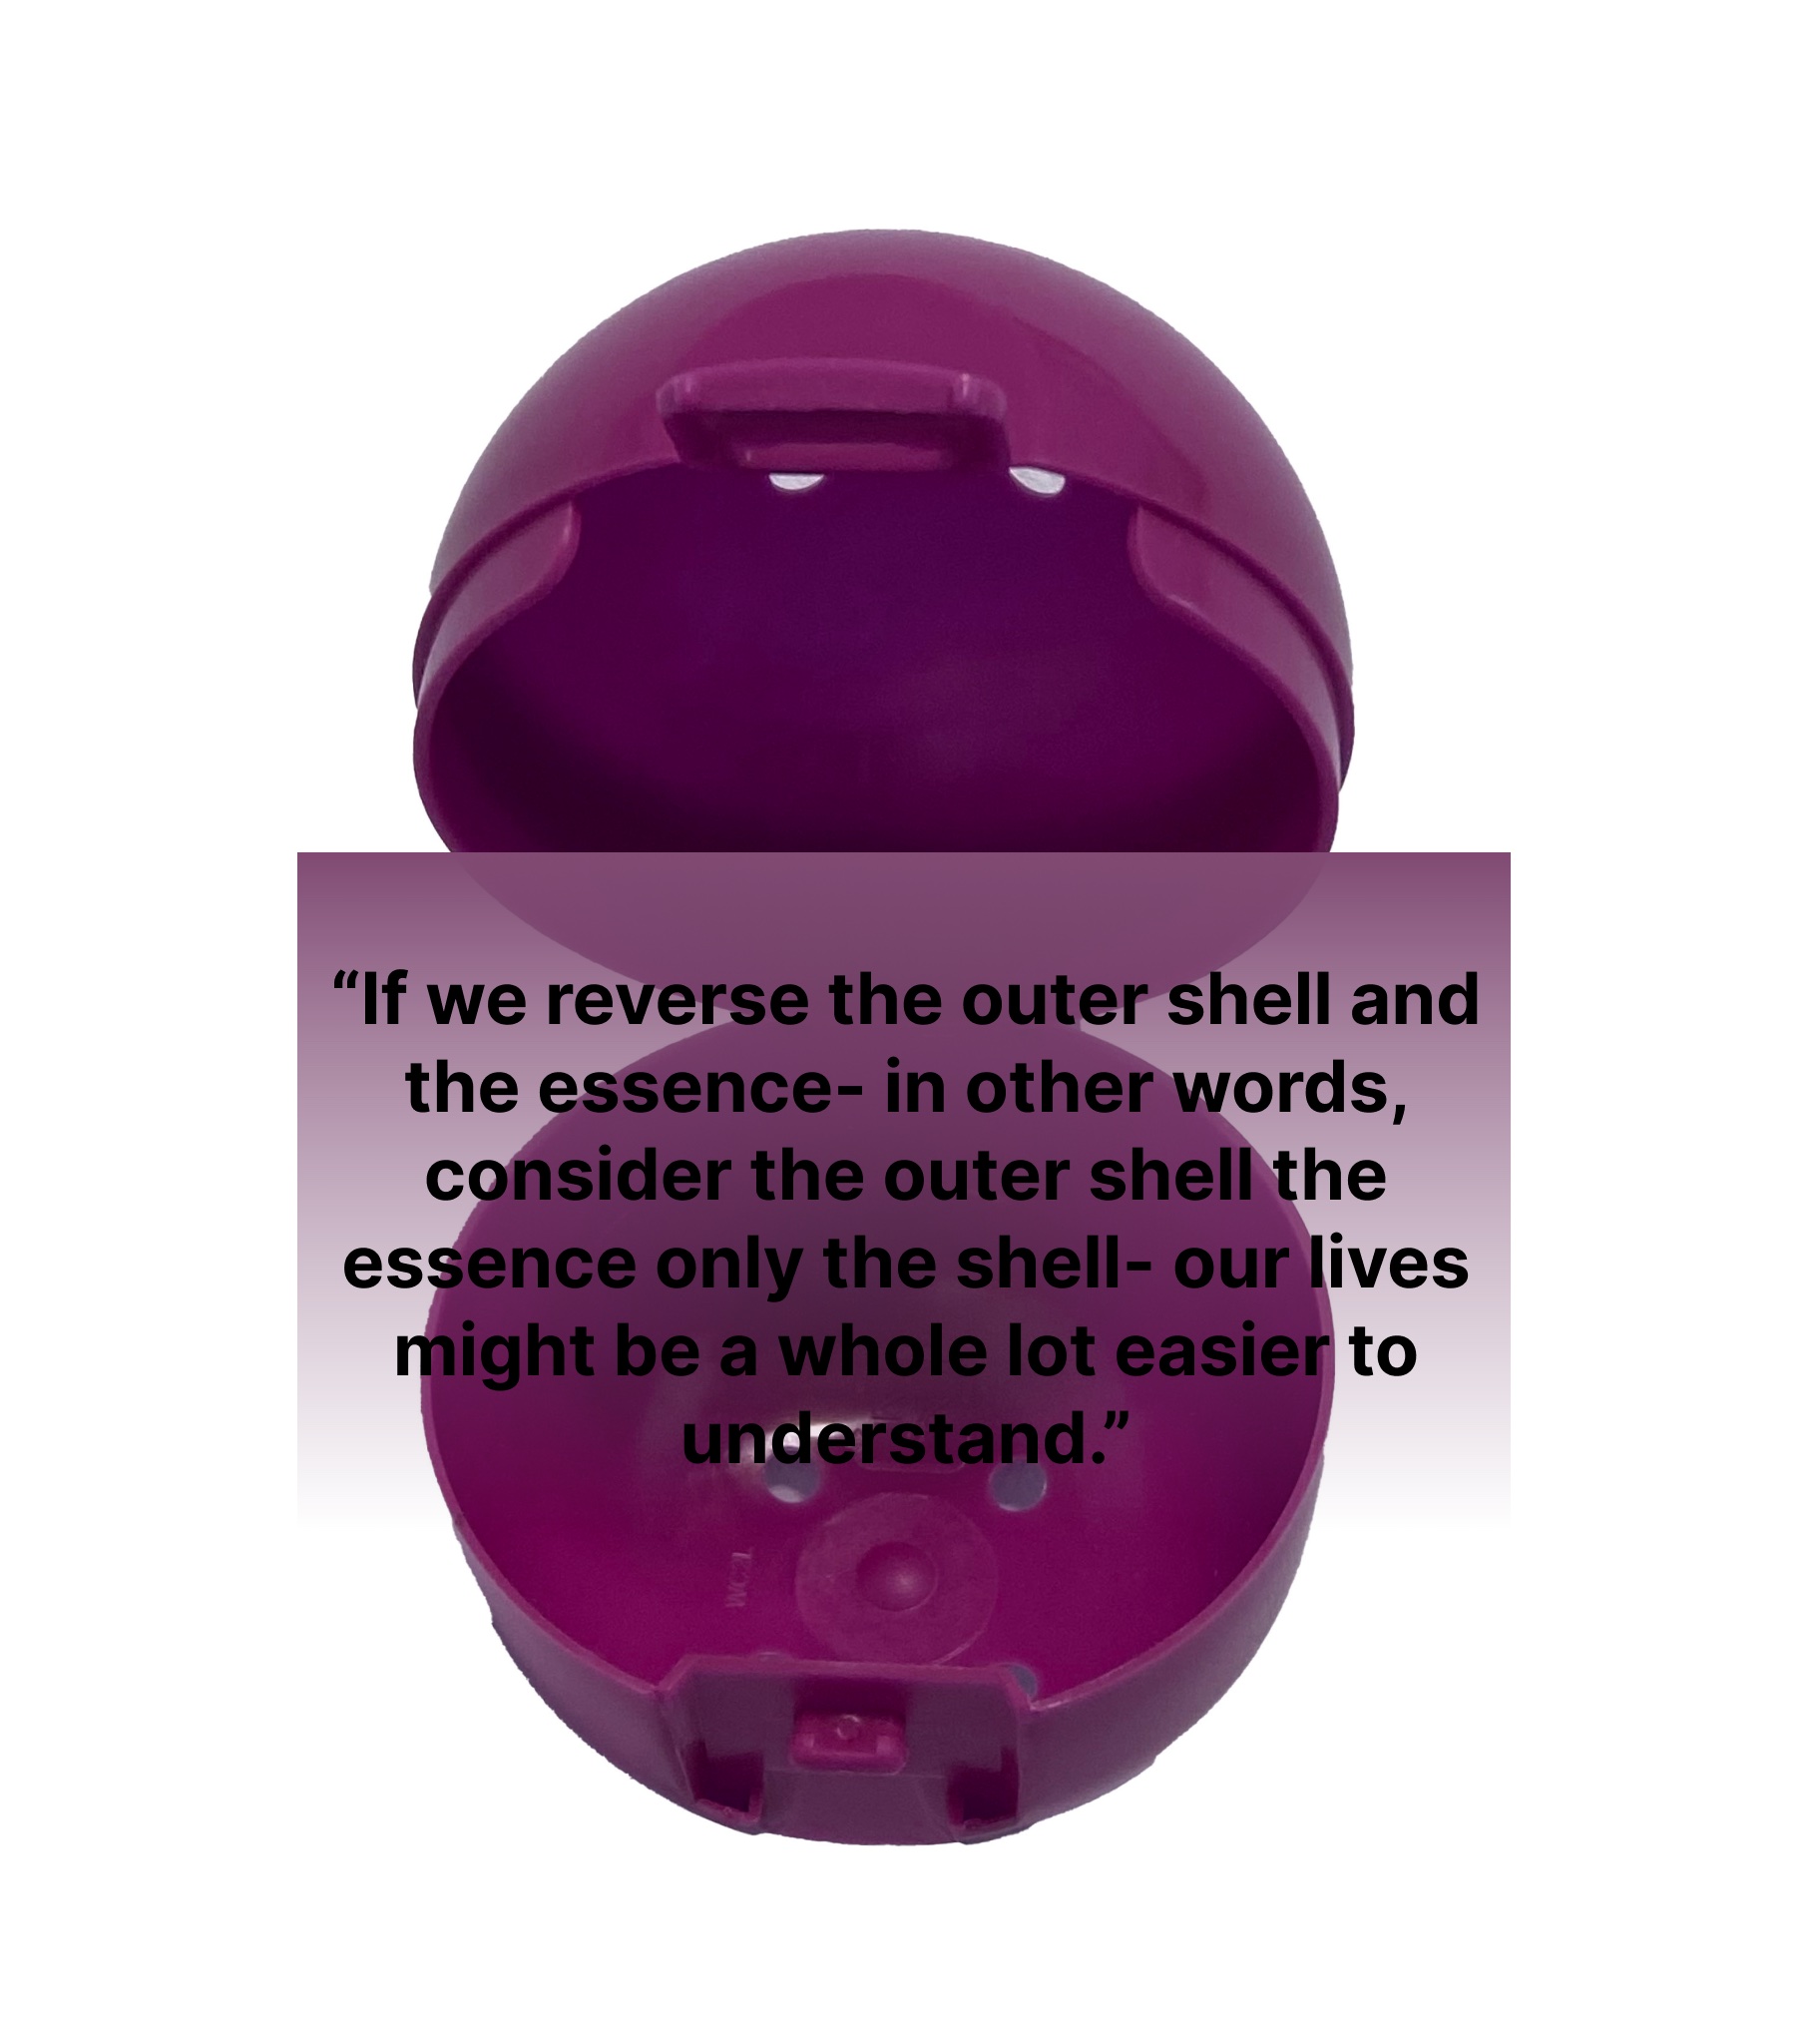 “If we reverse the outer shell and
the essence- in other words,
consider the outer shell the
essence only the shell- our lives
might be a whole lot easier to
understand.”
WC2L